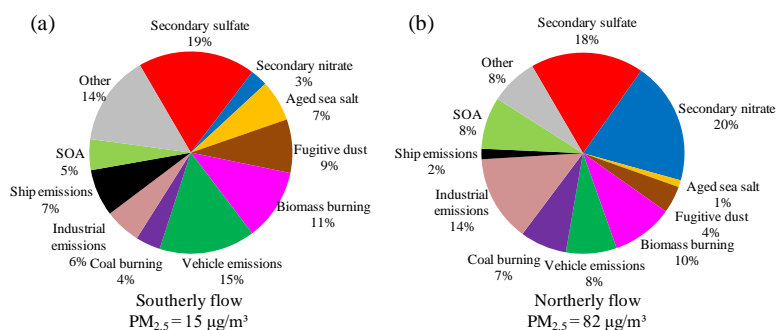 (a)
Secondary sulfate
19%
Secondary nitrate
3%
Aged sea salt
7%
Fugitive dust
9%
Biomass burning
11%
Vehicle emissions
15%
Coal burning
4%
Industrial
emissions
6%
Ship emissions
7%
SOA
5%
Other
14%
Southerly flow
PM₂.₅ = 15 μg/m³
(b)
Secondary sulfate
18%
Secondary nitrate
20%
Aged sea salt
1%
Fugitive dust
4%
Biomass burning
10%
Vehicle emissions
8%
Coal burning
7%
Industrial
emissions
14%
Ship emissions
2%
SOA
8%
Other
8%
Northerly flow
PM₂.₅ = 82 μg/m³